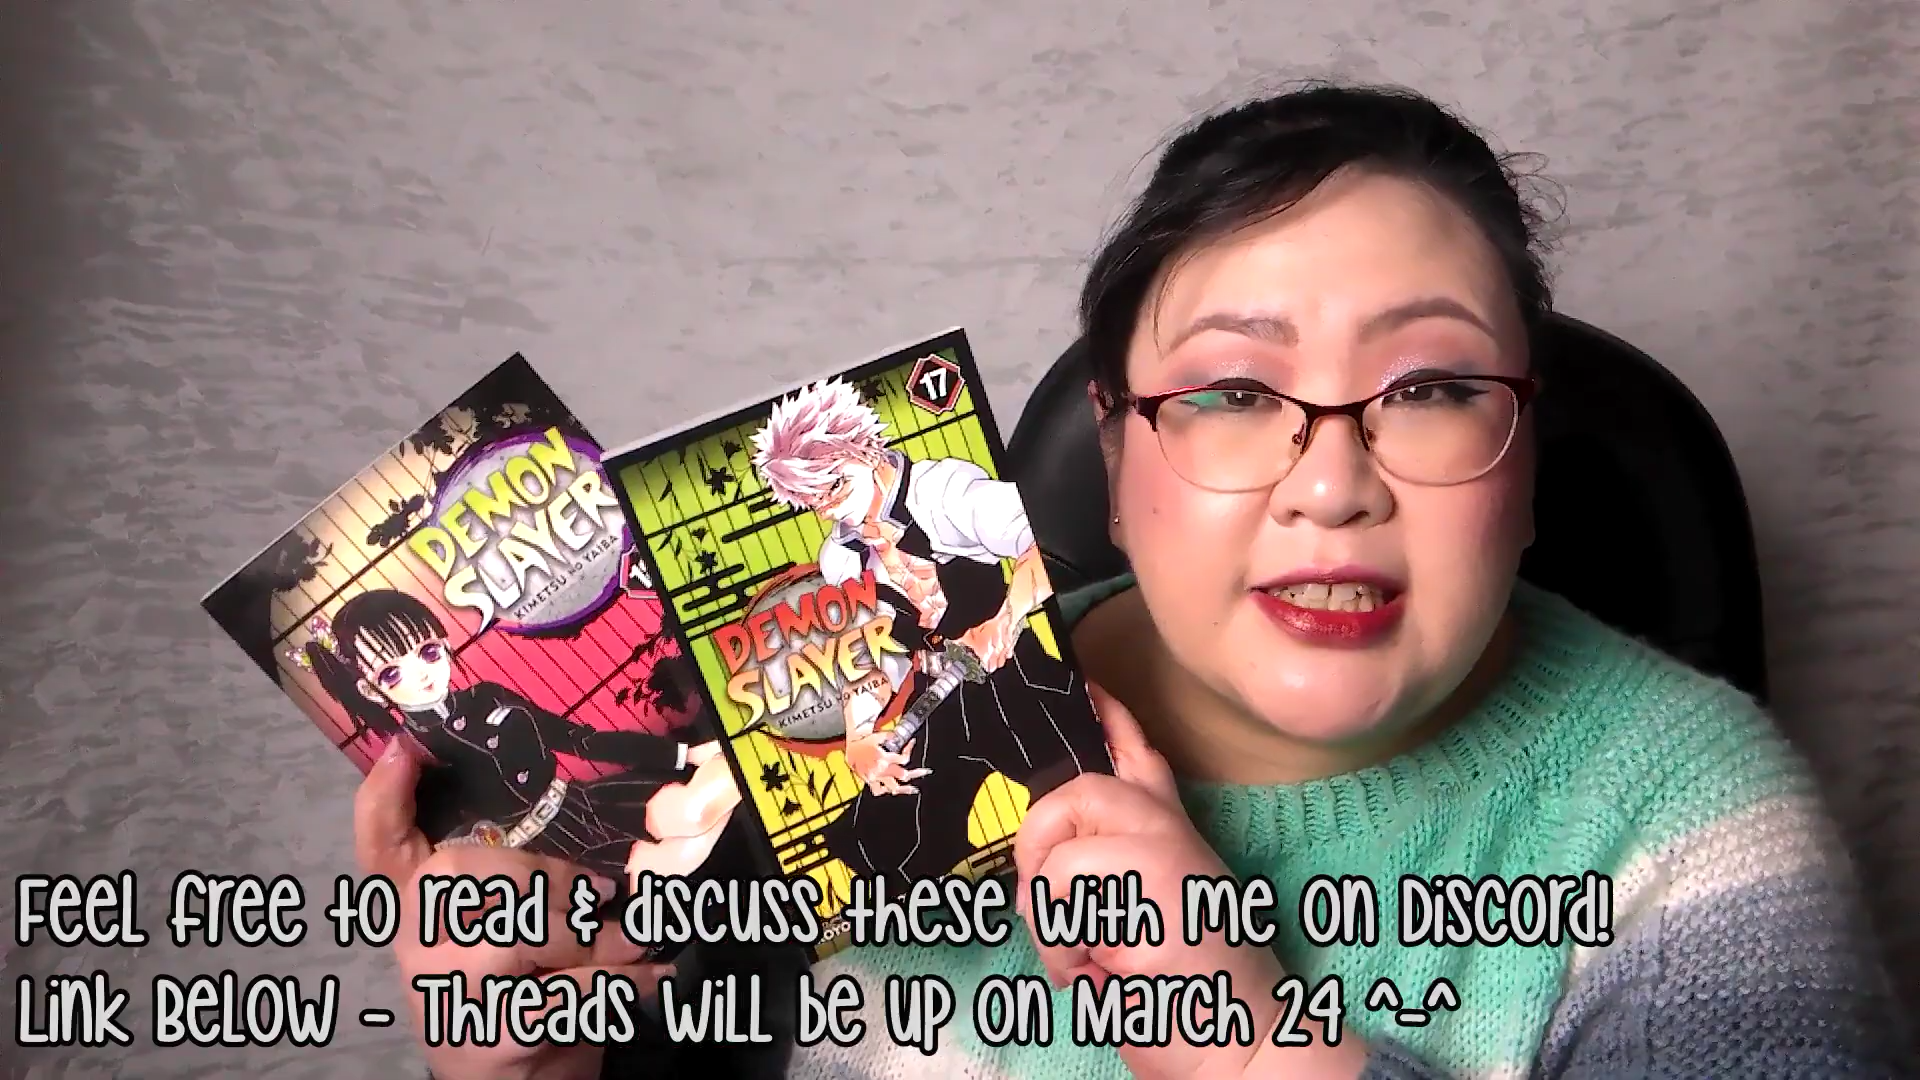 DEMON
SLAYER
KIMETSU NO YAIBA
17
DEMON
SLAYER
KIMETSU NO YAIBA
Feel free to read & discuss these with me on Discord!
Link Below - Threads will be up on March 24 ^-^